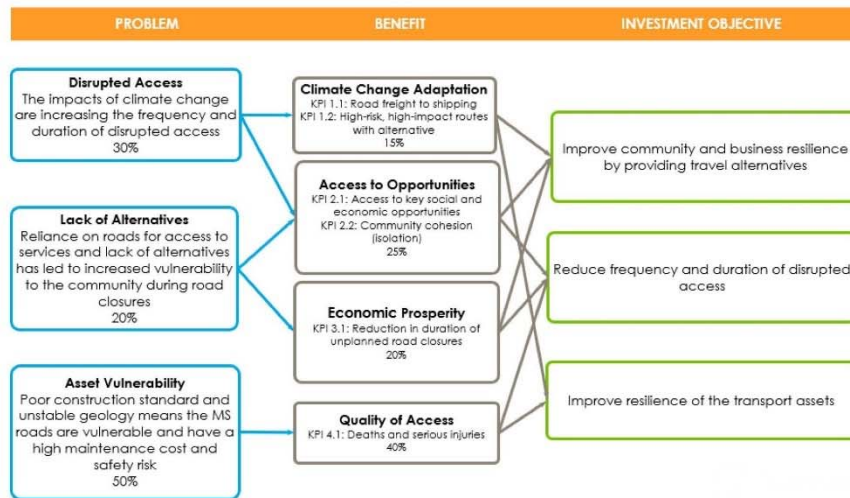 PROBLEM
BENEFIT
INVESTMENT OBJECTIVE
Disrupted Access
The impacts of climate change
are increasing the frequency and
duration of disrupted access
30%
Lack of Alternatives
Reliance on roads for access to
services and lack of alternatives
has led to increased vulnerability
to the community during road
closures
20%
Asset Vulnerability
Poor construction standard and
unstable geology means the MS
roads are vulnerable and have a
high maintenance cost and
safety risk
50%
Climate Change Adaptation
KPI 1.1: Road freight to shipping
KPI 1.2: High-risk, high-impact routes
with alternative
15%
Access to Opportunities
KPI 2.1: Access to key social and
economic opportunities
KPI 2.2: Community cohesion
(isolation)
25%
Economic Prosperity
KPI 3.1: Reduction in duration of
unplanned road closures
20%
Quality of Access
KPI 4.1: Deaths and serious injuries
40%
Improve community and business resilience
by providing travel alternatives
Reduce frequency and duration of disrupted
access
Improve resilience of the transport assets